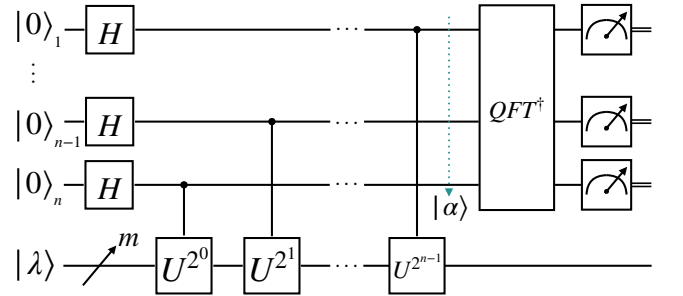 |0⟩₁ H ··· QFT†
⋮
|0⟩ₙ₋₁ H ···
|0⟩ₙ H ··· |α⟩
|λ⟩ m U^{2^0} U^{2^1} ··· U^{2^{n-1}}